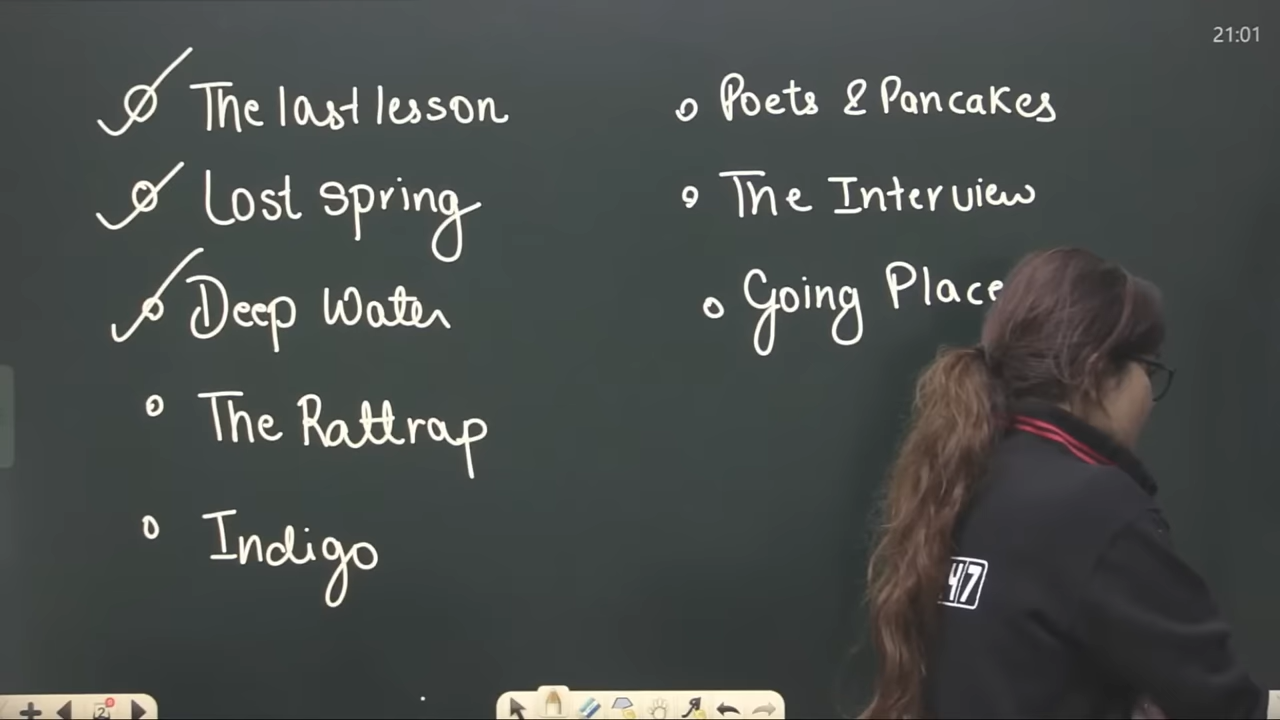 21:01
The last lesson
Lost spring
Deep Water
The Rattrap
Indigo
Poets & Pancakes
The Interview
Going Place
47